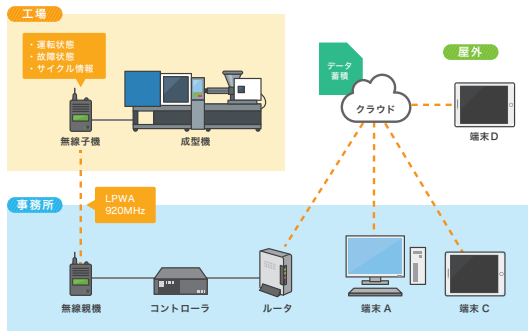 工場
・運転状態
・故障状態
・サイクル情報
無線子機
成型機
データ
蓄積
クラウド
屋外
端末D
事務所
LPWA
920MHz
無線親機
コントローラ
ルータ
端末 A
端末 C